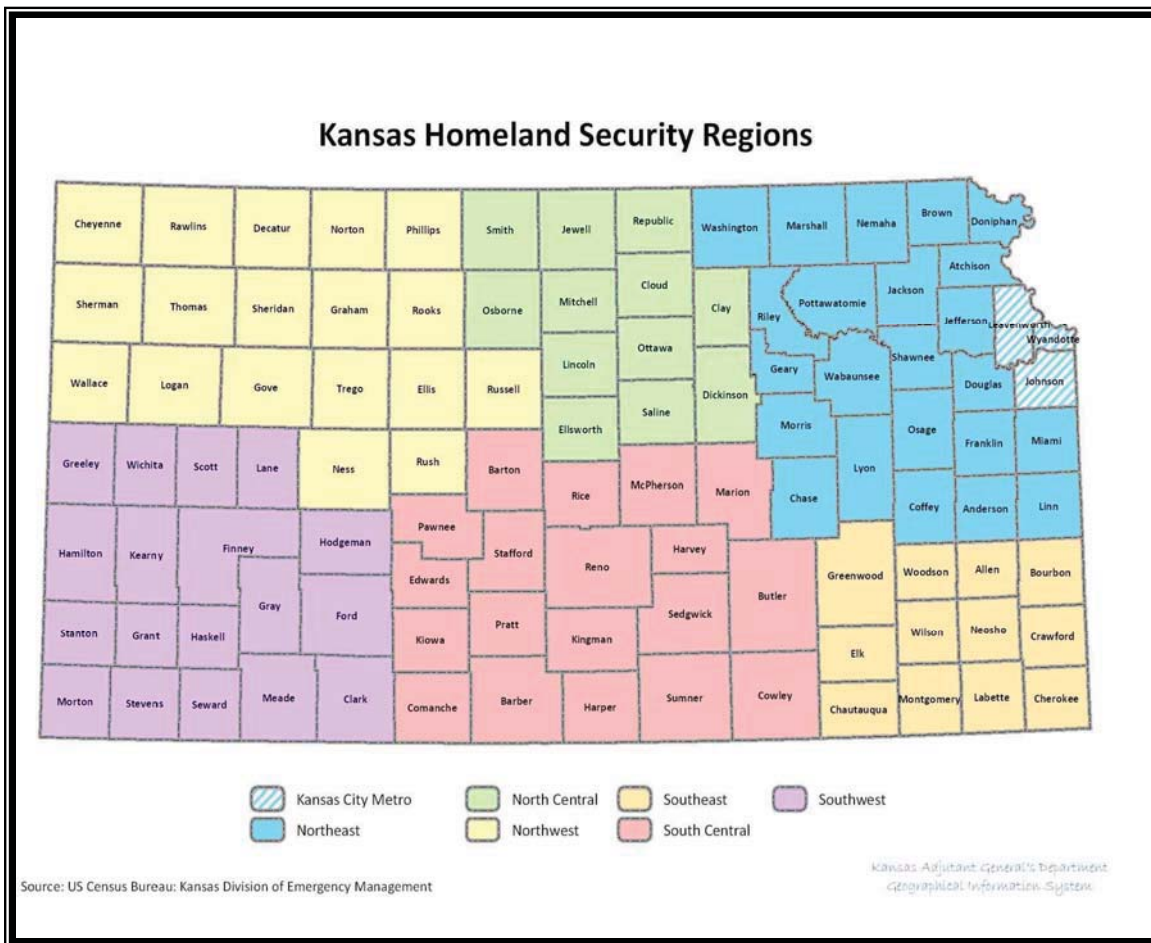 Kansas Homeland Security Regions
Cheyenne
Rawlins
Decatur
Norton
Phillips
Smith
Jewell
Republic
Washington
Marshall
Nemaha
Brown
Doniphan
Sherman
Thomas
Sheridan
Graham
Rooks
Osborne
Mitchell
Cloud
Clay
Riley
Pottawatomie
Jackson
Atchison
Jefferson
Leavenworth
Wyandotte
Wallace
Logan
Gove
Trego
Ellis
Russell
Lincoln
Ottawa
Dickinson
Geary
Wabaunsee
Shawnee
Douglas
Johnson
Ellsworth
Saline
Morris
Osage
Franklin
Miami
Greeley
Wichita
Scott
Lane
Ness
Rush
Barton
Rice
McPherson
Marion
Chase
Lyon
Coffey
Anderson
Linn
Hamilton
Kearny
Finney
Hodgeman
Pawnee
Stafford
Edwards
Reno
Harvey
Butler
Greenwood
Woodson
Allen
Bourbon
Gray
Ford
Stanton
Grant
Haskell
Kiowa
Pratt
Kingman
Sedgwick
Elk
Wilson
Neosho
Crawford
Morton
Stevens
Seward
Meade
Clark
Comanche
Barber
Harper
Sumner
Cowley
Chautauqua
Montgomery
Labette
Cherokee
Kansas City Metro
North Central
Southeast
Southwest
Northeast
Northwest
South Central
Source: US Census Bureau: Kansas Division of Emergency Management
Kansas Adjutant General's Department
Geographical Information System